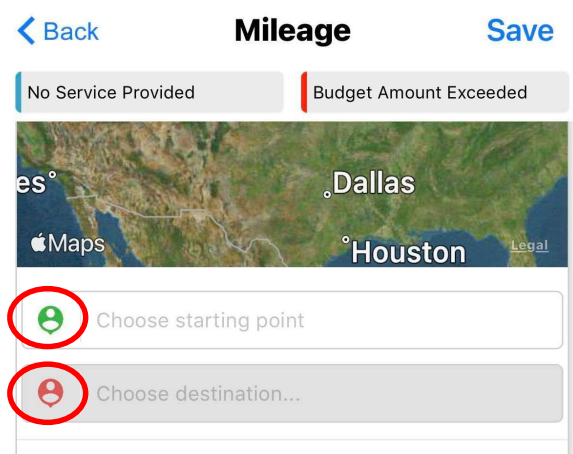 Back Mileage Save
No Service Provided Budget Amount Exceeded
es
Dallas
Maps
Houston
Legal
Choose starting point
Choose destination...